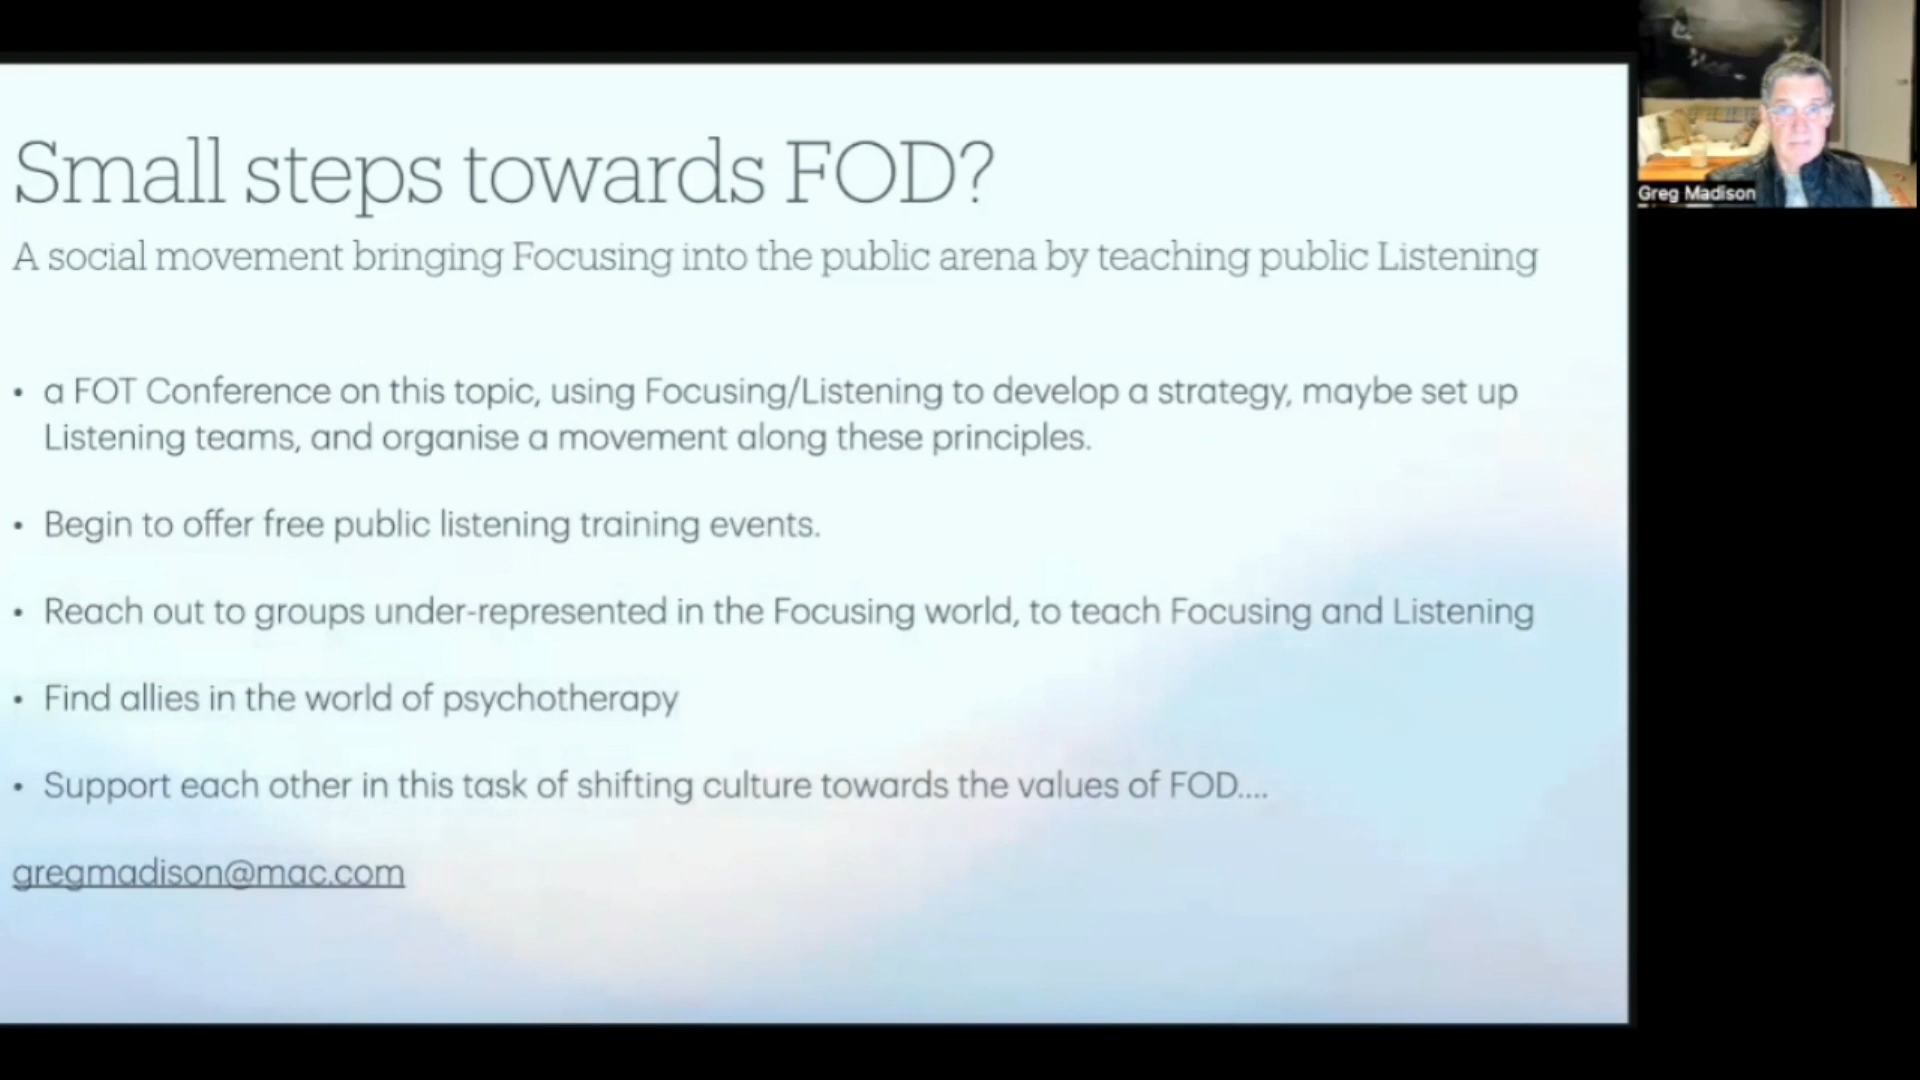 Small steps towards FOD?
A social movement bringing Focusing into the public arena by teaching public Listening
• a FOT Conference on this topic, using Focusing/Listening to develop a strategy, maybe set up
Listening teams, and organise a movement along these principles.
• Begin to offer free public listening training events.
• Reach out to groups under-represented in the Focusing world, to teach Focusing and Listening
• Find allies in the world of psychotherapy
• Support each other in this task of shifting culture towards the values of FOD....
gregmadison@mac.com
Greg Madison